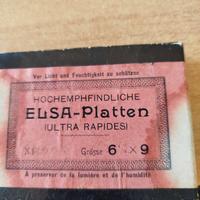 Vor Licht und Feuchtigkeit zu schützen
HOCHEMPHFINDLICHE
ELSA-Platten
(ULTRA RAPIDES)
Grösse 6 × 9
A préserver de la lumière et de l'humidité